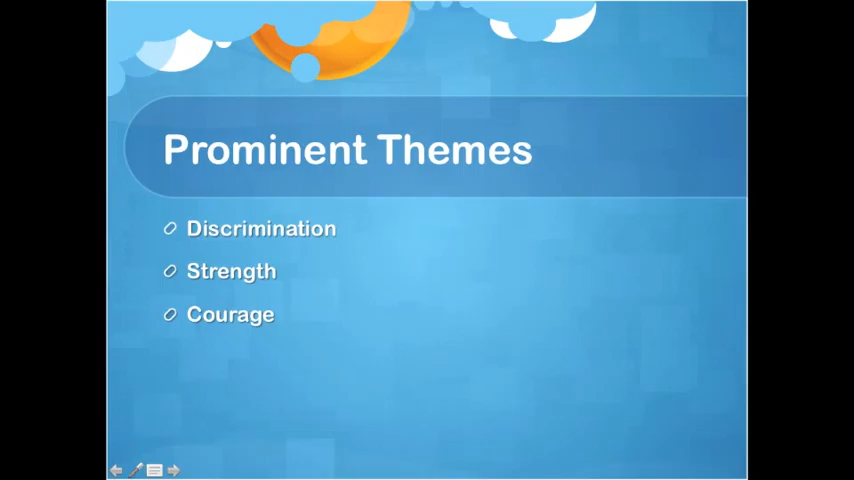 Prominent Themes
Discrimination
Strength
Courage